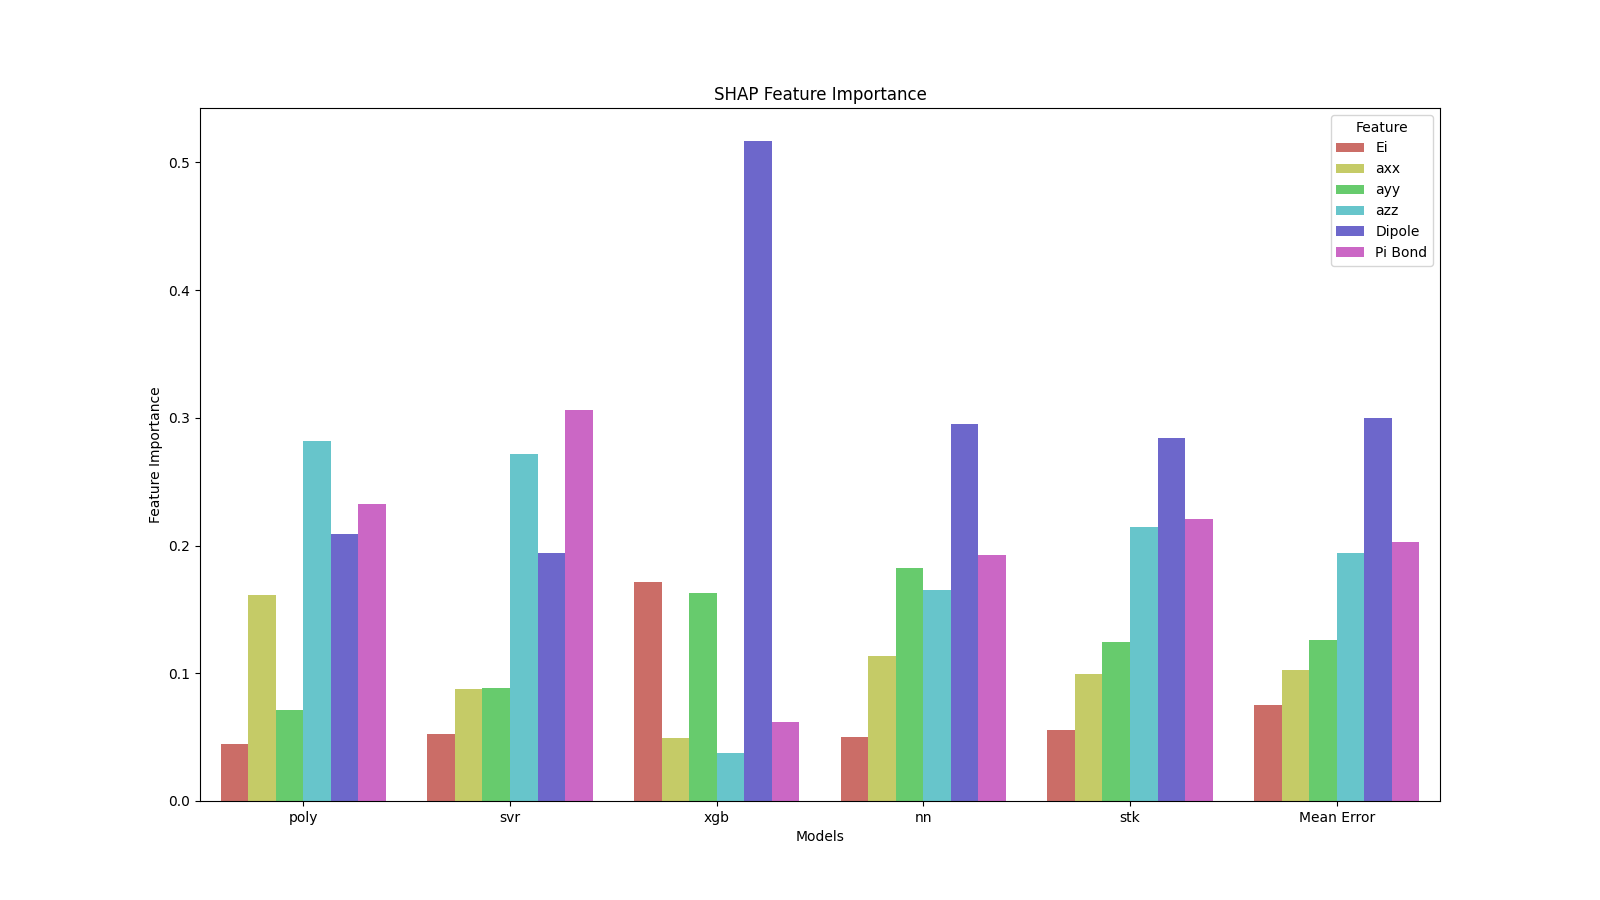 SHAP Feature Importance
Feature
Ei
axx
ayy
azz
Dipole
Pi Bond
Feature Importance
0.5
0.4
0.3
0.2
0.1
0.0
poly svr xgb nn stk Mean Error
Models